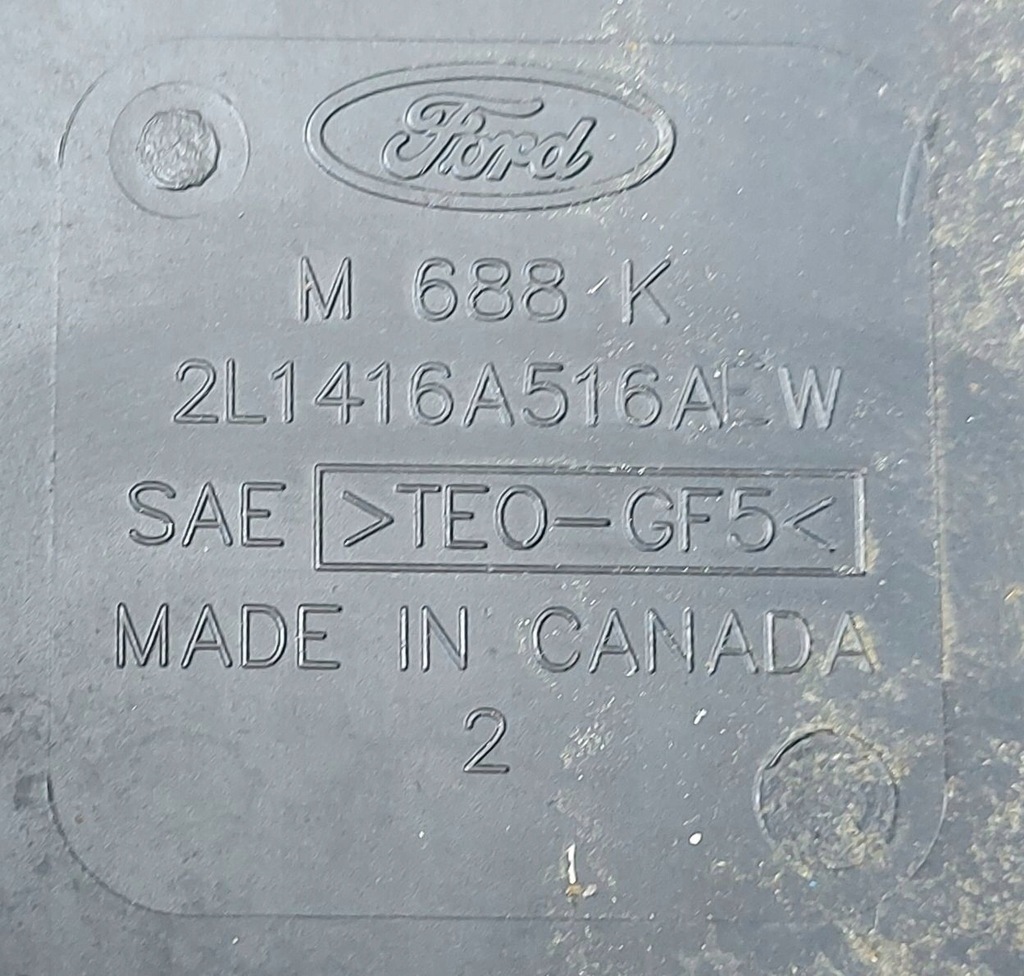 Ford
M 688 K
2L1416A516AEW
SAE >TEO-GF5<
MADE IN CANADA
2